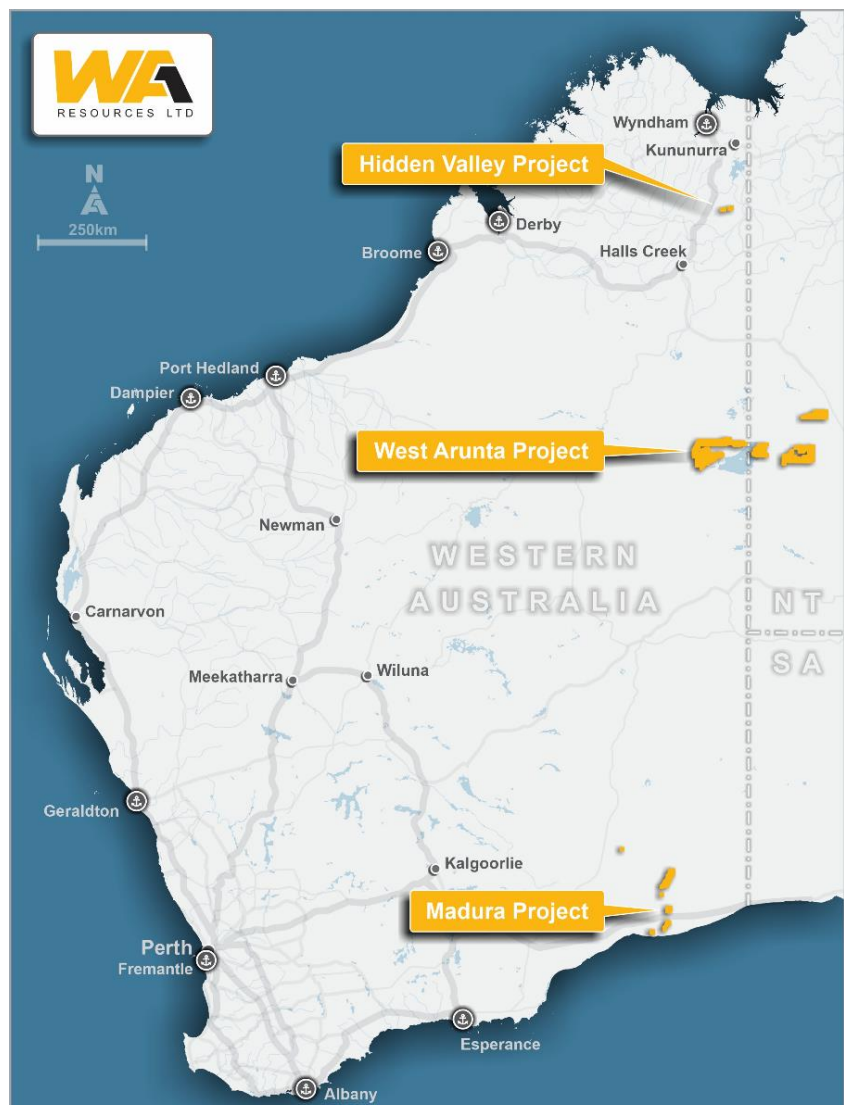 WA1
RESOURCES LTD
N
250km
Wyndham
Kununurra
Hidden Valley Project
Derby
Broome
Halls Creek
Port Hedland
Dampier
West Arunta Project
Newman
WESTERN
AUSTRALIA
NT
SA
Carnarvon
Meekatharra
Wiluna
Geraldton
Kalgoorlie
Madura Project
Perth
Fremantle
Esperance
Albany